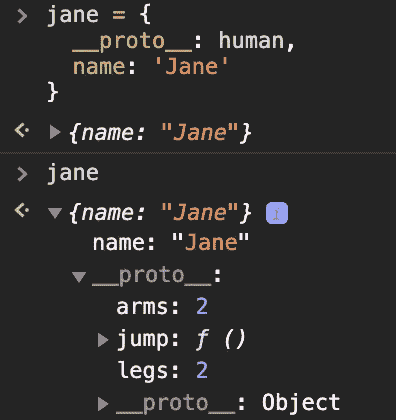 > jane = {
__proto__: human,
name: 'Jane'
}
<· ▶ {name: "Jane"}
> jane
<· ▼ {name: "Jane"} i
name: "Jane"
▼ __proto__:
arms: 2
▶ jump: ƒ ()
legs: 2
▶ __proto__: Object